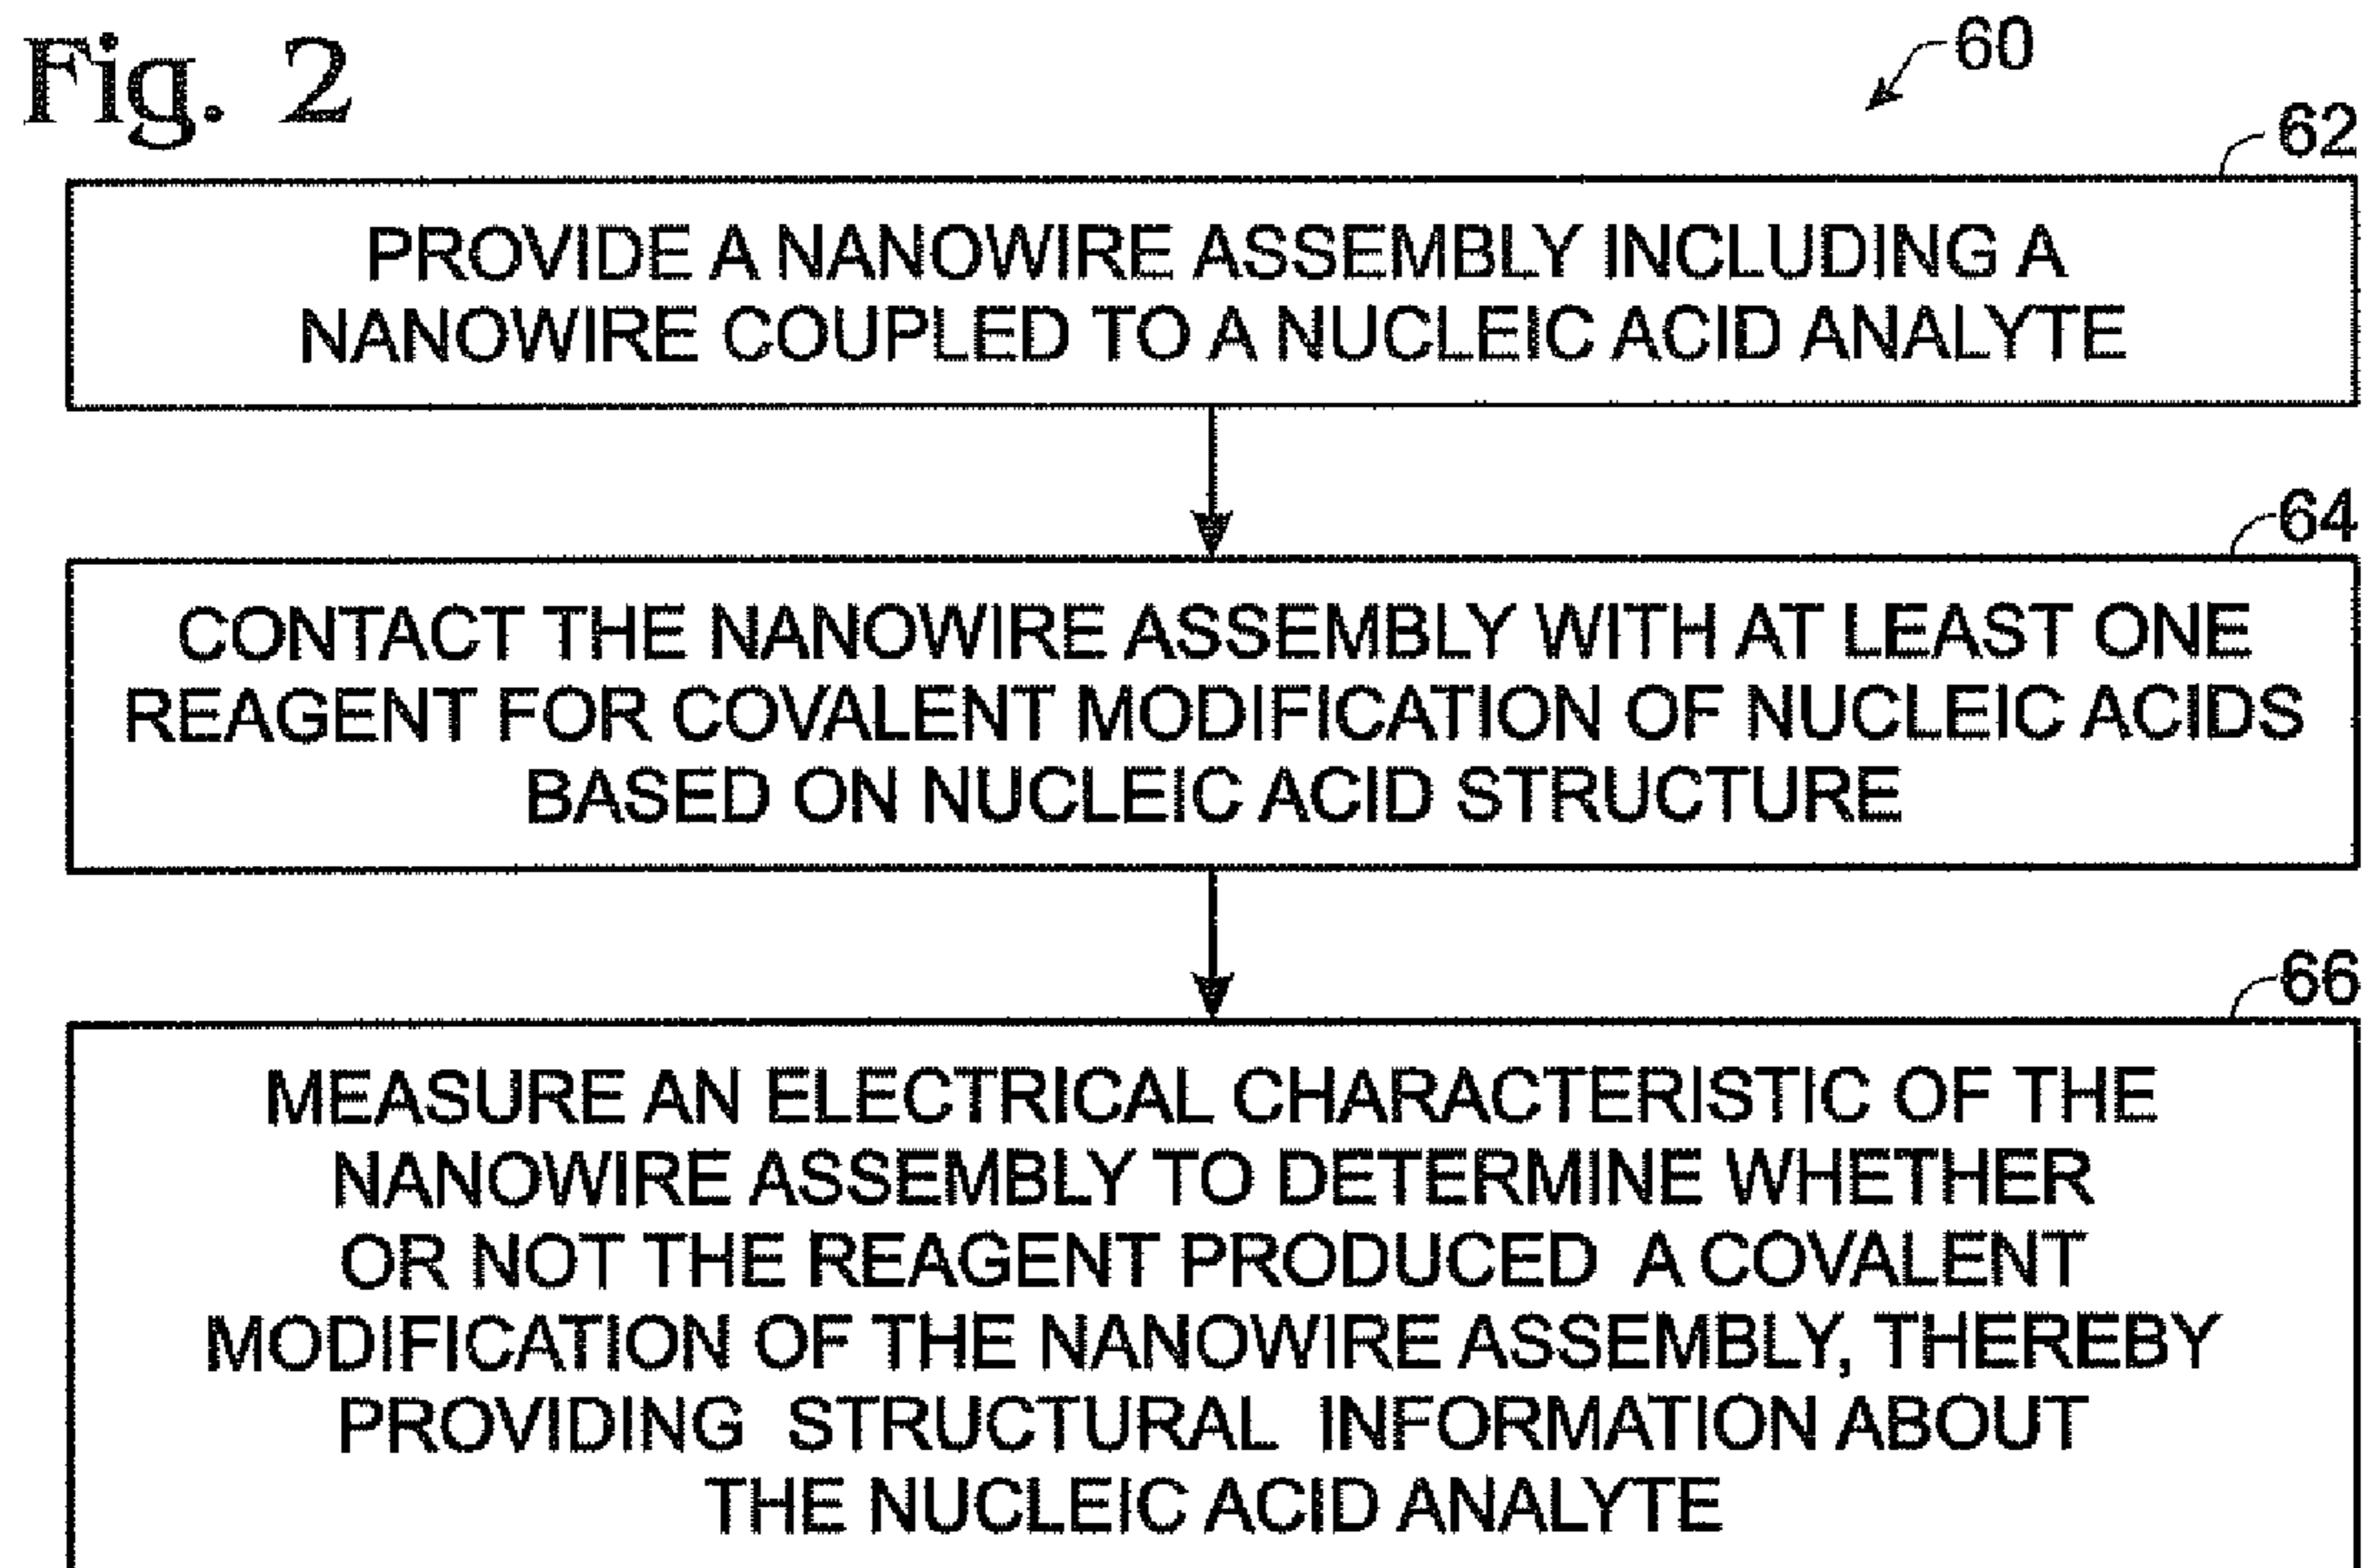 Fig. 2
60
62
PROVIDE A NANOWIRE ASSEMBLY INCLUDING A
NANOWIRE COUPLED TO A NUCLEIC ACID ANALYTE
64
CONTACT THE NANOWIRE ASSEMBLY WITH AT LEAST ONE
REAGENT FOR COVALENT MODIFICATION OF NUCLEIC ACIDS
BASED ON NUCLEIC ACID STRUCTURE
66
MEASURE AN ELECTRICAL CHARACTERISTIC OF THE
NANOWIRE ASSEMBLY TO DETERMINE WHETHER
OR NOT THE REAGENT PRODUCED A COVALENT
MODIFICATION OF THE NANOWIRE ASSEMBLY, THEREBY
PROVIDING STRUCTURAL INFORMATION ABOUT
THE NUCLEIC ACID ANALYTE